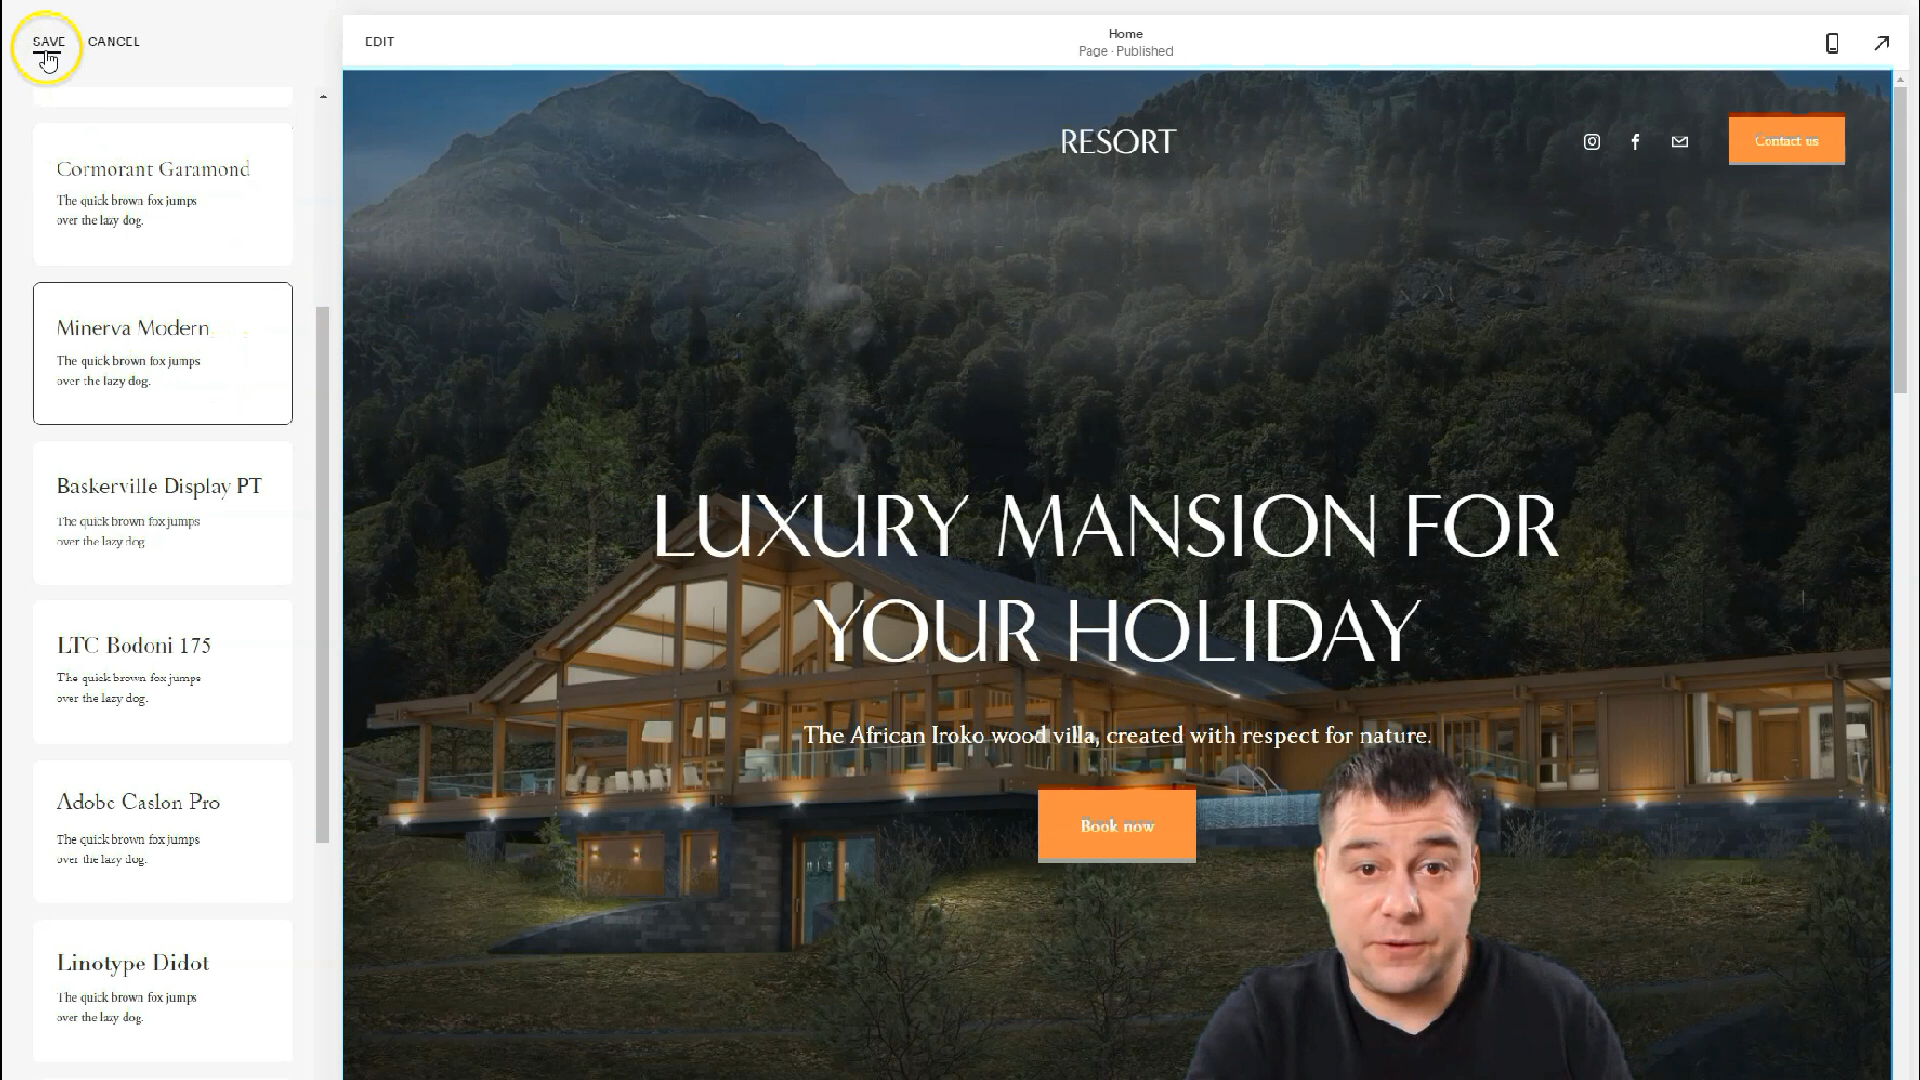 SAVE CANCEL
EDIT
Home
Page · Published
Cormorant Garamond
The quick brown fox jumps
over the lazy dog.
Minerva Modern
The quick brown fox jumps
over the lazy dog.
Baskerville Display PT
The quick brown fox jumps
over the lazy dog.
LTC Bodoni 175
The quick brown fox jumps
over the lazy dog.
Adobe Caslon Pro
The quick brown fox jumps
over the lazy dog.
Linotype Didot
The quick brown fox jumps
over the lazy dog.
RESORT
Contact us
LUXURY MANSION FOR
YOUR HOLIDAY
The African Iroko wood villa, created with respect for nature.
Book now